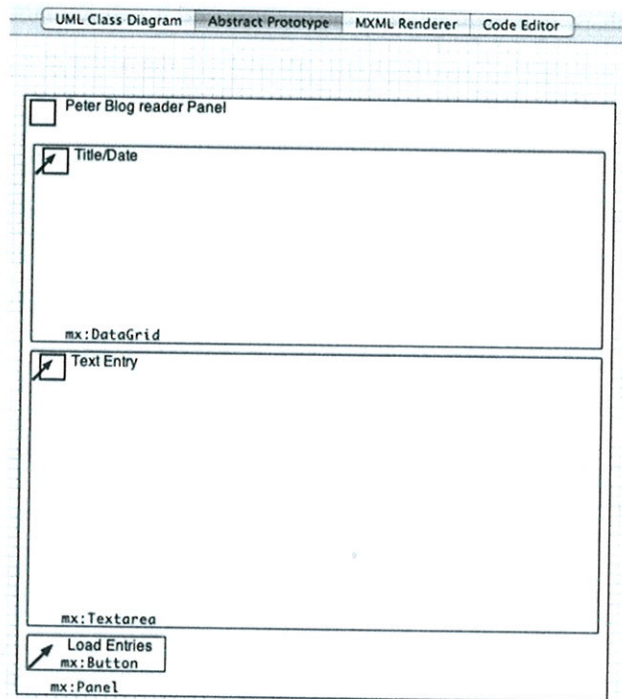 UML Class Diagram Abstract Prototype MXML Renderer Code Editor
Peter Blog reader Panel
Title/Date
mx:DataGrid
Text Entry
mx:Textarea
Load Entries
mx:Button
mx:Panel